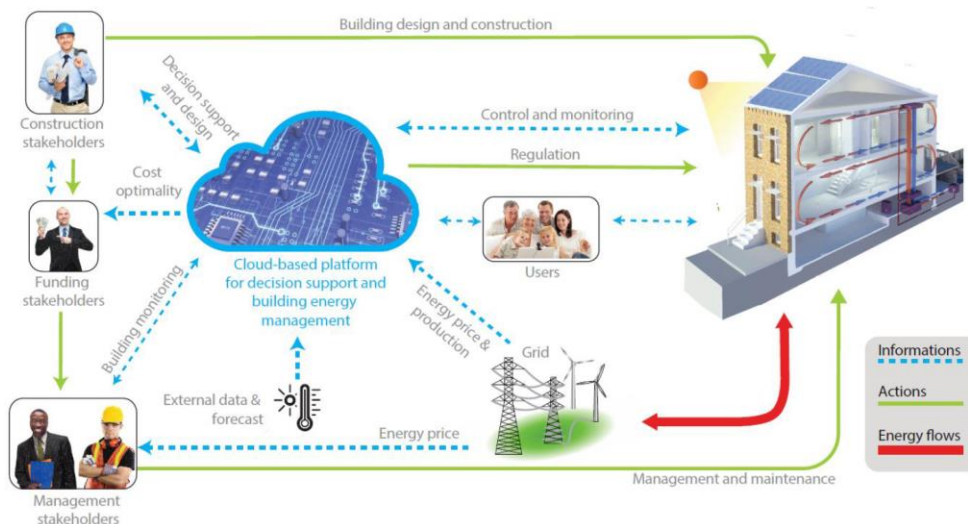 Building design and construction
Decision support
and design
Construction
stakeholders
Control and monitoring
Regulation
Cost
optimality
Users
Funding
stakeholders
Cloud-based platform
for decision support and
building energy
management
Building monitoring
Energy price &
production
Grid
External data &
forecast
Energy price
Informations
Actions
Energy flows
Management and maintenance
Management
stakeholders